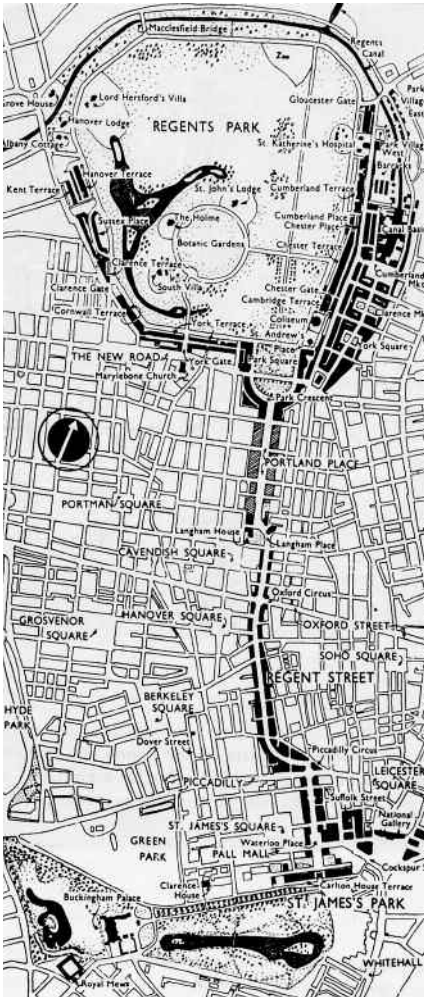 Macclesfield Bridge
Regents
Canal
Zoo
Grove House
Lord Hersford's Villa
Gloucester Gate
Park
Village
East
Hanover Lodge
REGENTS PARK
Albany Cottage
St. Katherine's Hospital
Park Village
West
Barracks
Hanover Terrace
Kent Terrace
St. John's Lodge
Cumberland Terrace
Sussex Place
The Holme
Cumberland Place
Chester Place
Canal Basin
Botanic Gardens
Chester Terrace
Clarence Terrace
Cumberland
Mkt
Clarence Gate
South Villa
Chester Gate
Cambridge Terrace
Clarence Mkt
Cornwall Terrace
York Terrace
Coliseum
St. Andrew's
Place
York Square
THE NEW ROAD
York Gate
Park Square
Marylebone Church
Park Crescent
PORTLAND PLACE
PORTMAN SQUARE
Langham House
Langham Place
CAVENDISH SQUARE
Oxford Circus
HANOVER SQUARE
OXFORD STREET
GROSVENOR
SQUARE
SOHO SQUARE
REGENT STREET
HYDE
PARK
BERKELEY
SQUARE
Dover Street
Piccadilly Circus
PICCADILLY
LEICESTER
SQUARE
Suffolk Street
National
Gallery
ST. JAMES'S SQUARE
GREEN
PARK
Waterloo Place
PALL MALL
Cockspur St
Clarence
House
Carlton House Terrace
Buckingham Palace
ST. JAMES'S PARK
WHITEHALL
Royal Mews